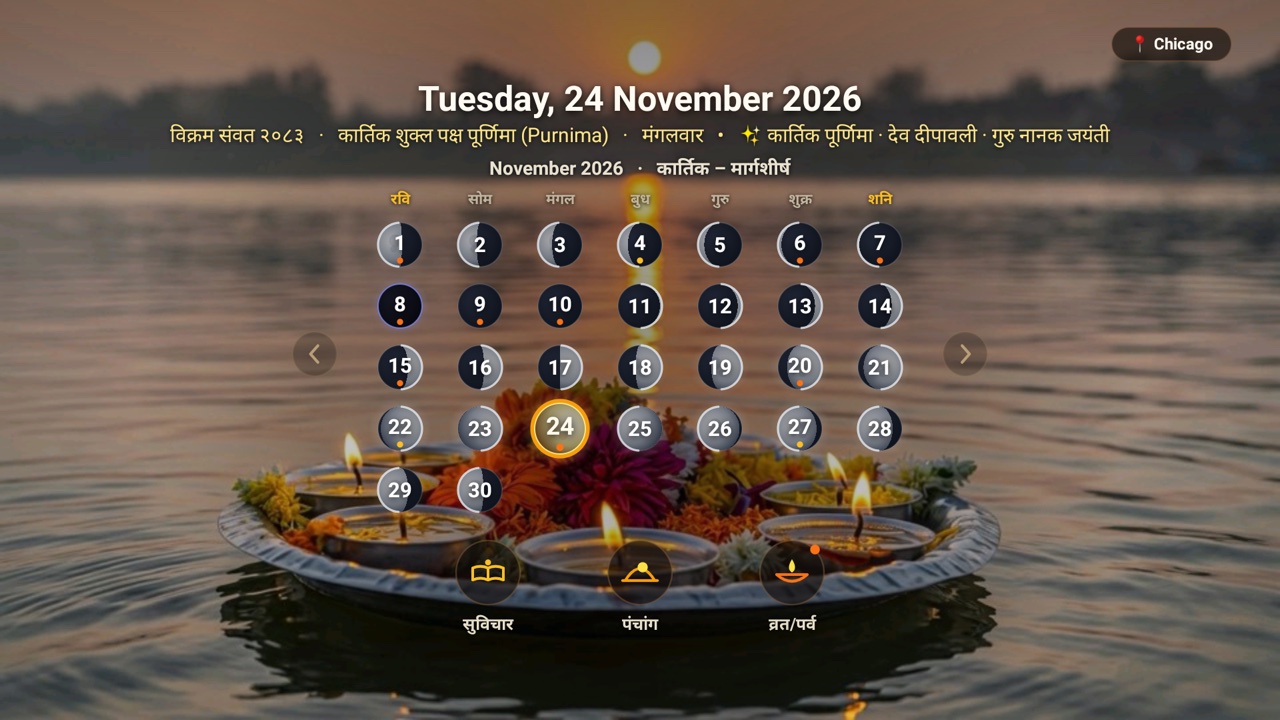 📍 Chicago
Tuesday, 24 November 2026
विक्रम संवत २०८३ · कार्तिक शुक्ल पक्ष पूर्णिमा (Purnima) · मंगलवार • ✨ कार्तिक पूर्णिमा · देव दीपावली · गुरु नानक जयंती
November 2026 · कार्तिक – मार्गशीर्ष
रवि सोम मंगल बुध गुरु शुक्र शनि
1 2 3 4 5 6 7
8 9 10 11 12 13 14
15 16 17 18 19 20 21
22 23 24 25 26 27 28
29 30
सुविचार पंचांग व्रत/पर्व